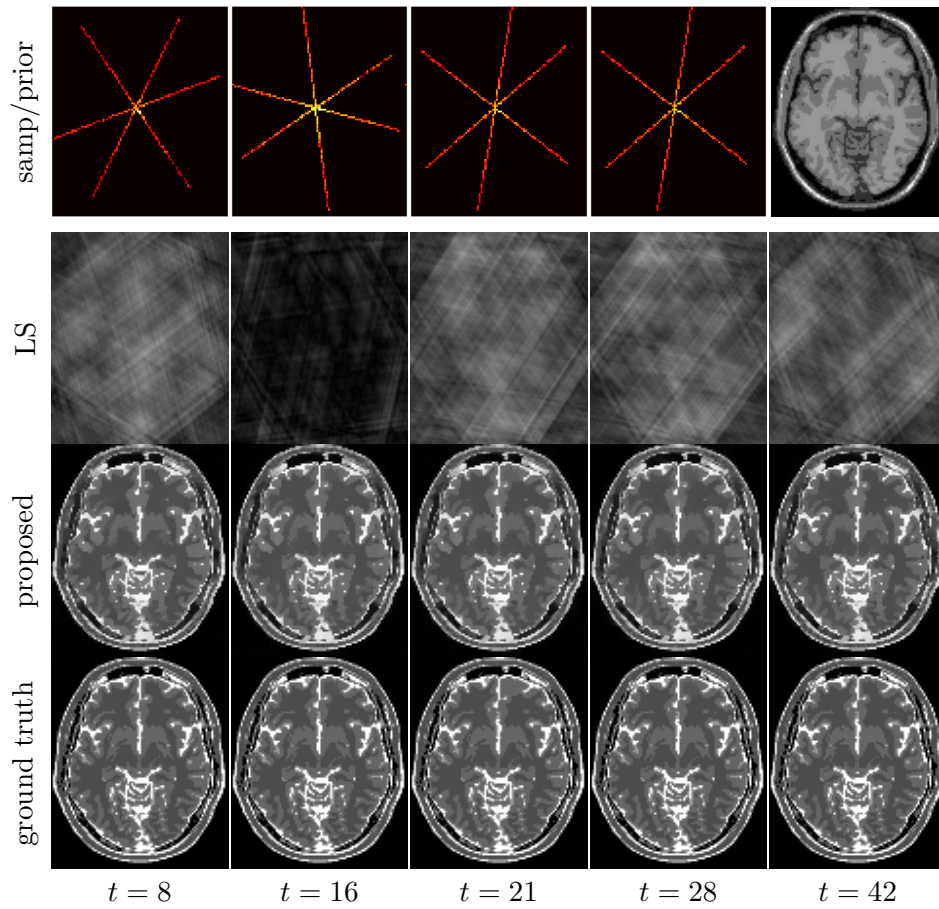 samp/prior
LS
proposed
ground truth
t = 8
t = 16
t = 21
t = 28
t = 42